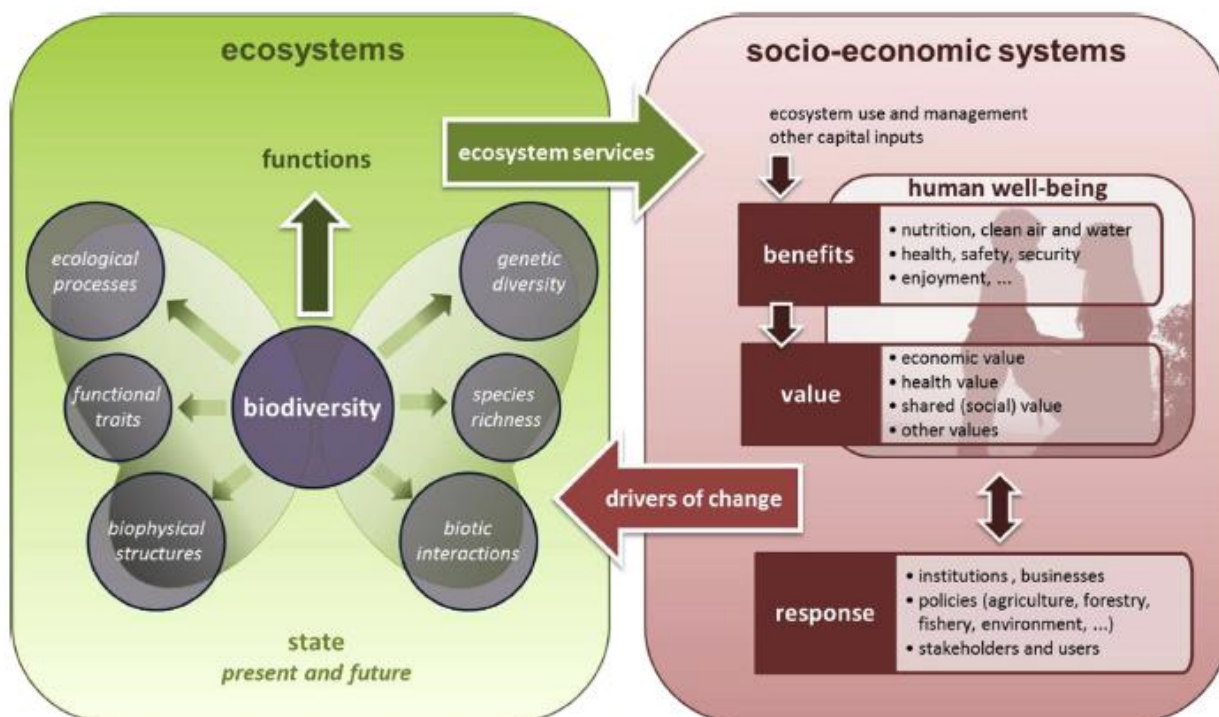 ecosystems
functions
ecological
processes
genetic
diversity
functional
traits
biodiversity
species
richness
biophysical
structures
biotic
interactions
state
present and future
ecosystem services
drivers of change
socio-economic systems
ecosystem use and management
other capital inputs
human well-being
benefits
• nutrition, clean air and water
• health, safety, security
• enjoyment, ...
value
• economic value
• health value
• shared (social) value
• other values
response
• institutions , businesses
• policies (agriculture, forestry,
fishery, environment, ...)
• stakeholders and users